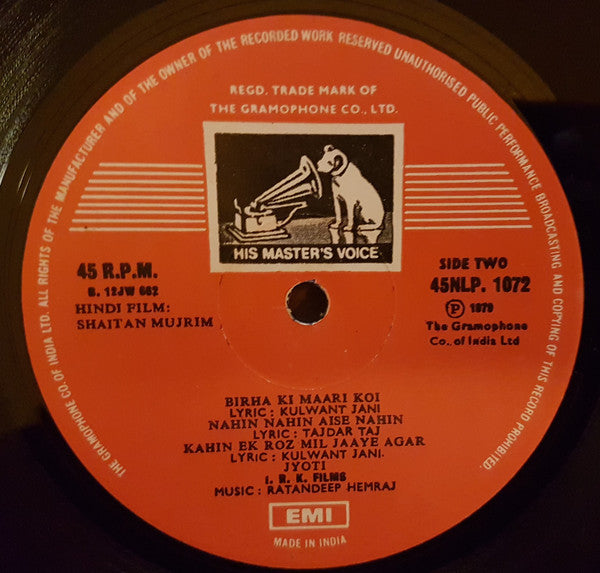 THE GRAMOPHONE CO. OF INDIA LTD. ALL RIGHTS OF THE MANUFACTURER AND OF THE OWNER OF THE RECORDED WORK RESERVED UNAUTHORISED PUBLIC PERFORMANCE BROADCASTING AND COPYING OF THIS RECORD PROHIBITED.
REGD. TRADE MARK OF
THE GRAMOPHONE CO., LTD.
HIS MASTER'S VOICE
45 R.P.M.
B. 12JW 662
HINDI FILM:
SHAITAN MUJRIM
SIDE TWO
45NLP. 1072
Ⓟ 1979
The Gramophone
Co., of India Ltd
BIRHA KI MAARI KOI
LYRIC : KULWANT JANI
NAHIN NAHIN AISE NAHIN
LYRIC : TAJDAR TAJ
KAHIN EK ROZ MIL JAAYE AGAR
LYRIC : KULWANT JANI.
JYOTI
I. R. K. FILMS
MUSIC : RATANDEEP HEMRAJ
EMI
MADE IN INDIA